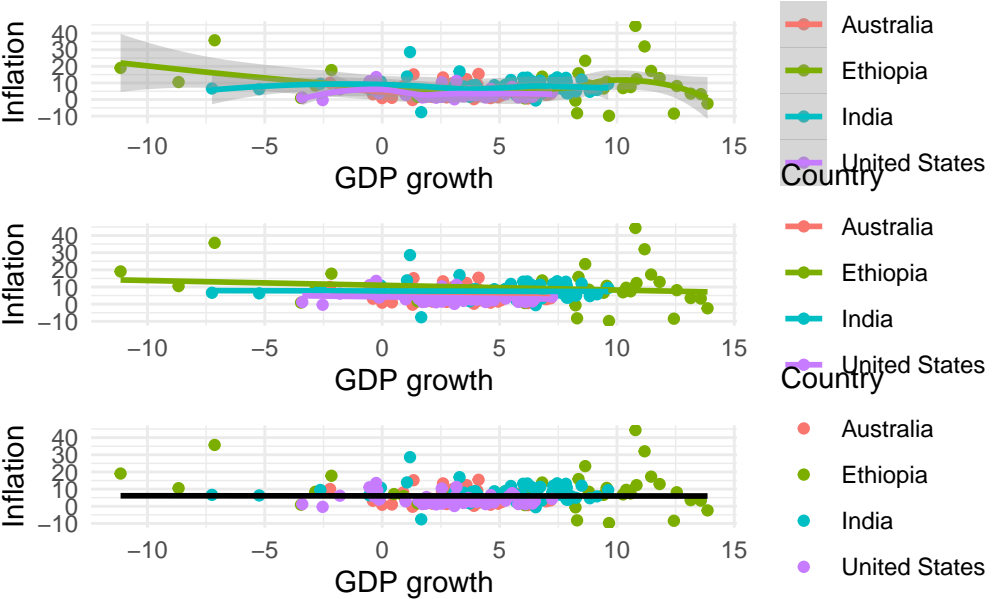 Inflation
40
30
20
10
0
−10
−10
−5
0
5
10
15
GDP growth
Australia
Ethiopia
India
United States
Country
Inflation
40
30
20
10
0
−10
−10
−5
0
5
10
15
GDP growth
Australia
Ethiopia
India
United States
Country
Inflation
40
30
20
10
0
−10
−10
−5
0
5
10
15
GDP growth
Australia
Ethiopia
India
United States